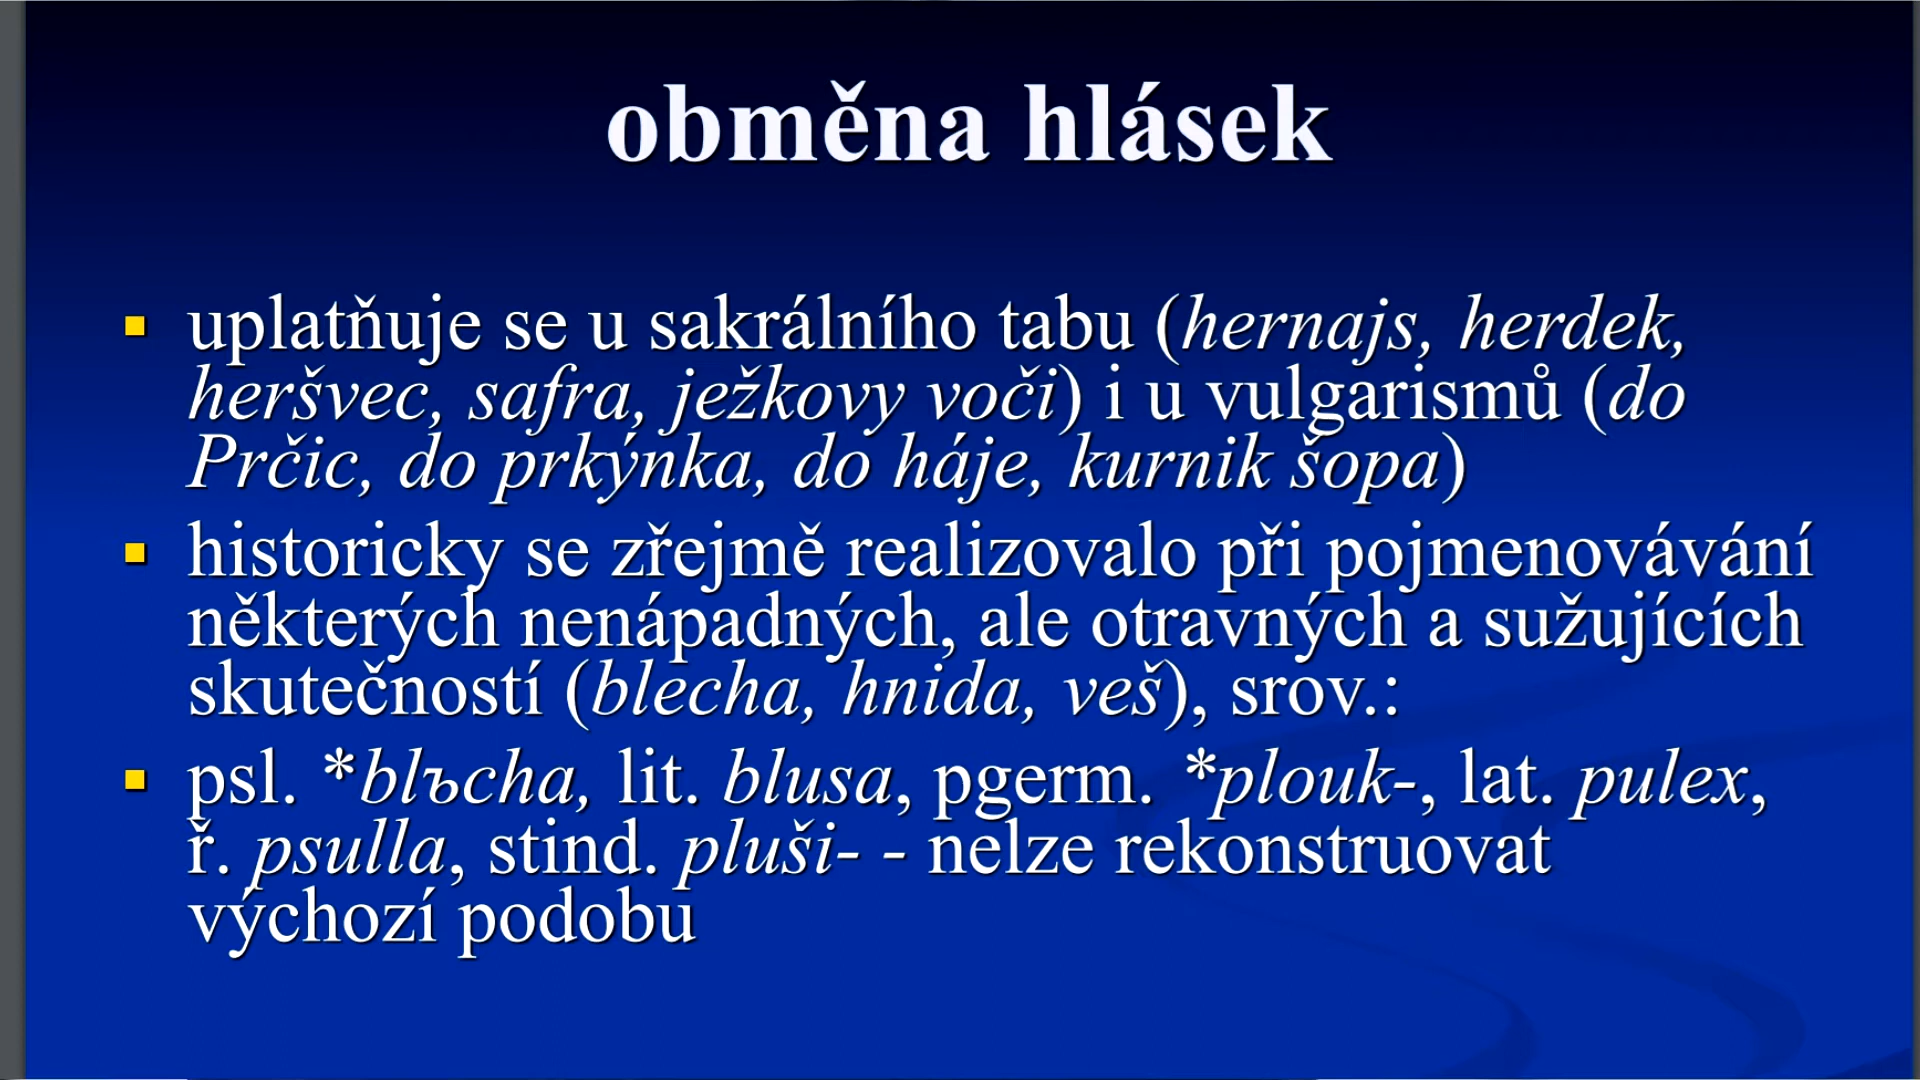 obměna hlásek
▪ uplatňuje se u sakrálního tabu (hernajs, herdek,
heršvec, safra, ježkovy voči) i u vulgarismů (do
Prčic, do prkýnka, do háje, kurnik šopa)
▪ historicky se zřejmě realizovalo při pojmenovávání
některých nenápadných, ale otravných a sužujících
skutečností (blecha, hnida, veš), srov.:
▪ psl. *blъcha, lit. blusa, pgerm. *plouk-, lat. pulex,
ř. psulla, stind. pluši- - nelze rekonstruovat
výchozí podobu